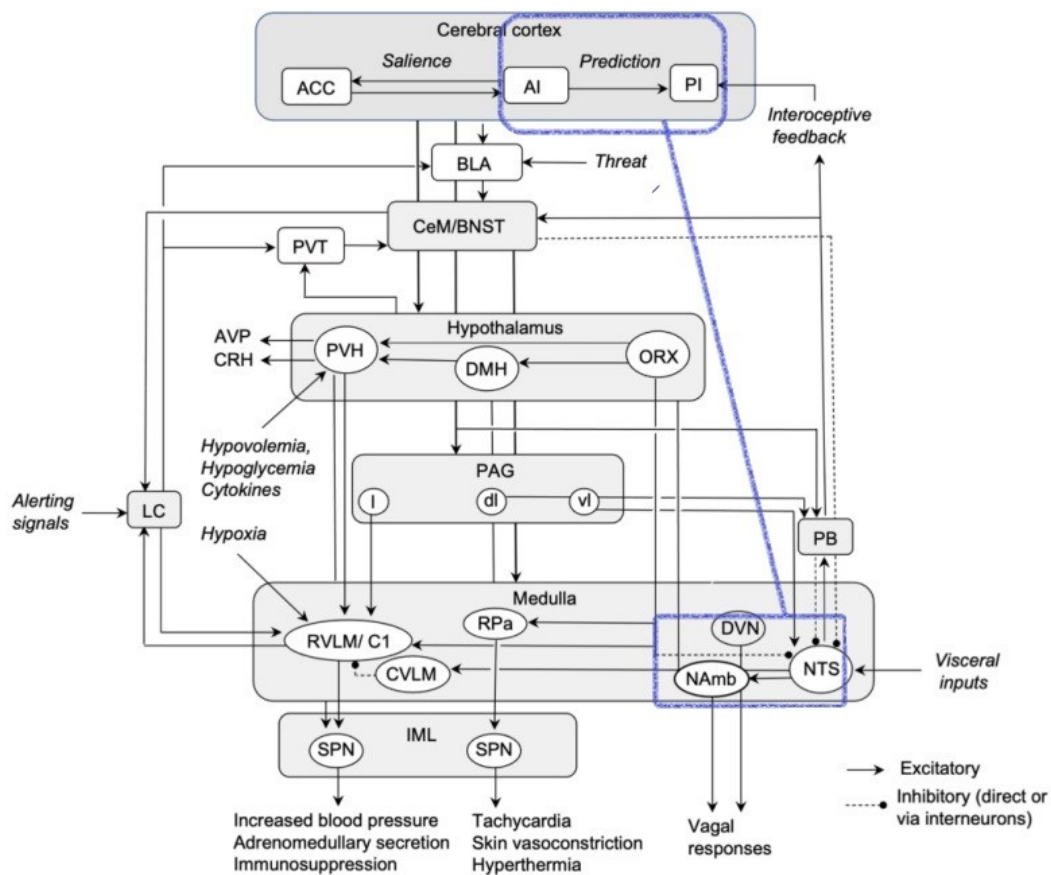 Cerebral cortex
Salience
Prediction
ACC
AI
PI
Interoceptive
feedback
BLA
Threat
CeM/BNST
PVT
Hypothalamus
AVP
CRH
PVH
DMH
ORX
Hypovolemia,
Hypoglycemia
Cytokines
PAG
l
dl
vl
Alerting
signals
LC
Hypoxia
PB
Medulla
RPa
DVN
RVLM/ C1
CVLM
NAmb
NTS
Visceral
inputs
IML
SPN
SPN
Excitatory
Inhibitory (direct or
via interneurons)
Increased blood pressure
Adrenomedullary secretion
Immunosuppression
Tachycardia
Skin vasoconstriction
Hyperthermia
Vagal
responses